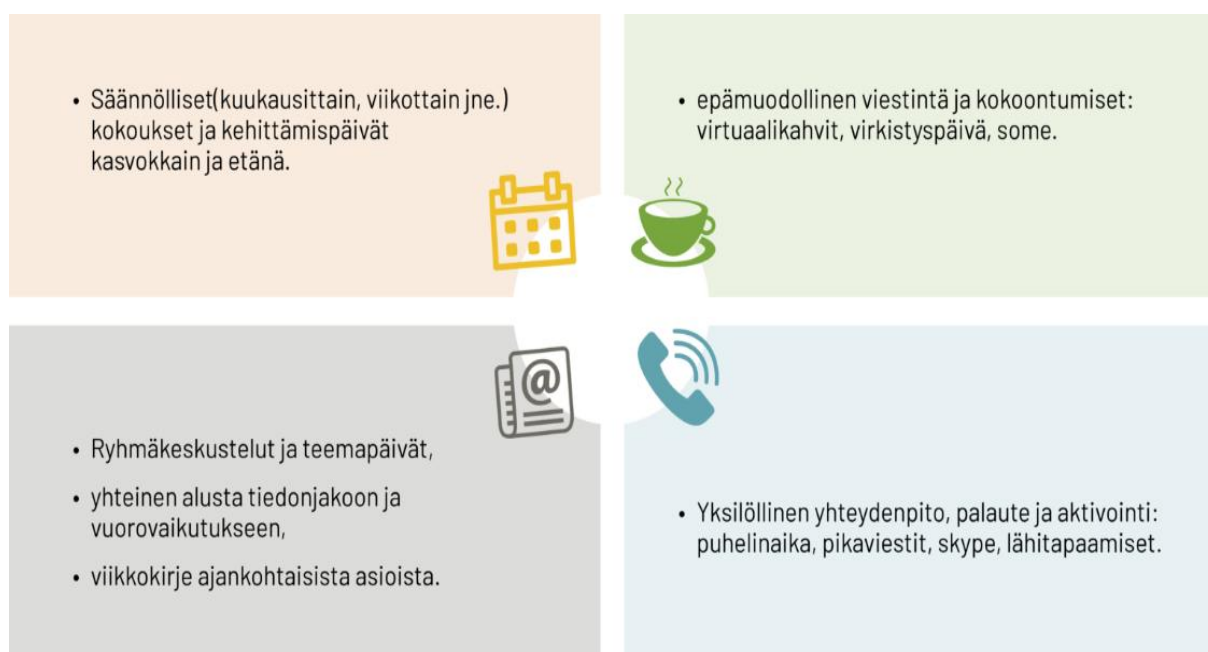 • Säännölliset(kuukausittain, viikottain jne.)
kokoukset ja kehittämispäivät
kasvokkain ja etänä.
• epämuodollinen viestintä ja kokoontumiset:
virtuaalikahvit, virkistyspäivä, some.
@
• Ryhmäkeskustelut ja teemapäivät,
• yhteinen alusta tiedonjakoon ja
vuorovaikutukseen,
• viikkokirje ajankohtaisista asioista.
• Yksilöllinen yhteydenpito, palaute ja aktivointi:
puhelinaika, pikaviestit, skype, lähitapaamiset.